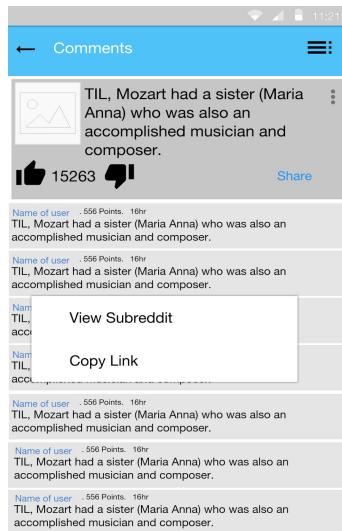 11:21
Comments
TIL, Mozart had a sister (Maria
Anna) who was also an
accomplished musician and
composer.
15263
Share
Name of user . 556 Points. 16hr
TIL, Mozart had a sister (Maria Anna) who was also an
accomplished musician and composer.
Name of user . 556 Points. 16hr
TIL, Mozart had a sister (Maria Anna) who was also an
accomplished musician and composer.
TIL,
View Subreddit
Copy Link
Name of user . 556 Points. 16hr
TIL, Mozart had a sister (Maria Anna) who was also an
accomplished musician and composer.
Name of user . 556 Points. 16hr
TIL, Mozart had a sister (Maria Anna) who was also an
accomplished musician and composer.
Name of user . 556 Points. 16hr
TIL, Mozart had a sister (Maria Anna) who was also an
accomplished musician and composer.